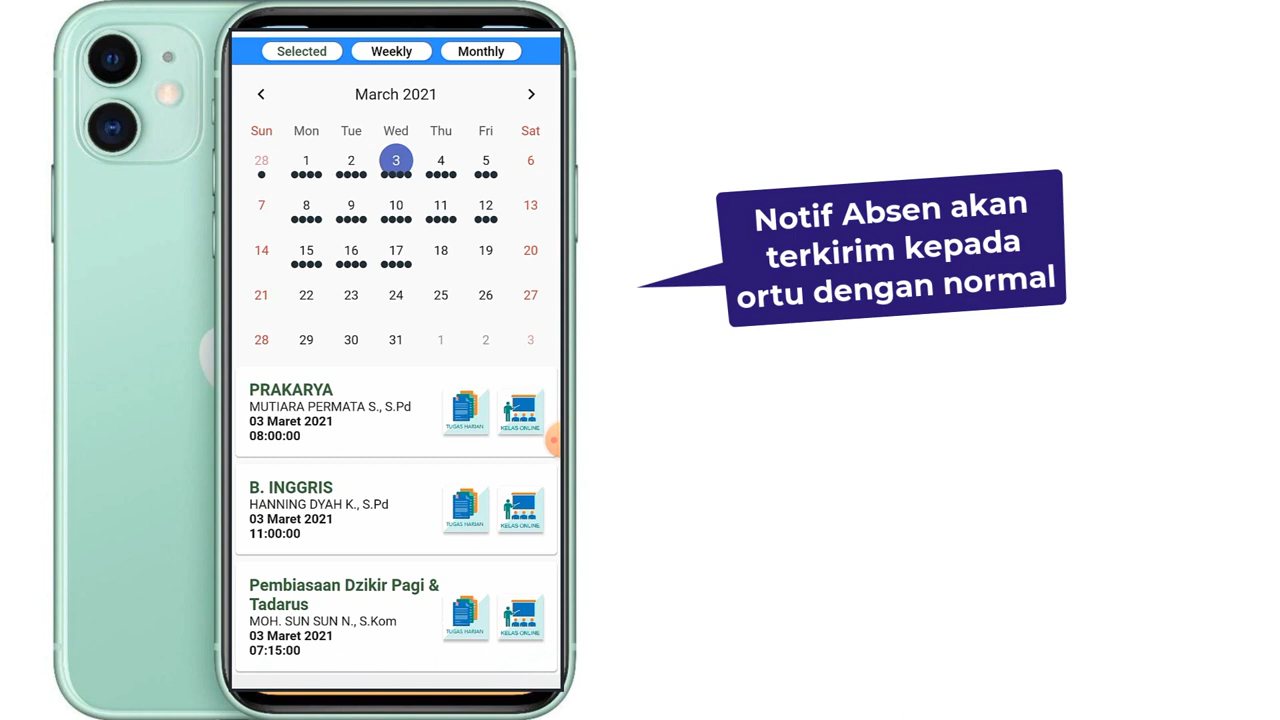 Selected Weekly Monthly
March 2021
Sun Mon Tue Wed Thu Fri Sat
28 1 2 3 4 5 6
7 8 9 10 11 12 13
14 15 16 17 18 19 20
21 22 23 24 25 26 27
28 29 30 31 1 2 3
PRAKARYA
MUTIARA PERMATA S., S.Pd
03 Maret 2021
08:00:00
TUGAS HARIAN
KELAS ONLINE
B. INGGRIS
HANNING DYAH K., S.Pd
03 Maret 2021
11:00:00
TUGAS HARIAN
KELAS ONLINE
Pembiasaan Dzikir Pagi &
Tadarus
MOH. SUN SUN N., S.Kom
03 Maret 2021
07:15:00
TUGAS HARIAN
KELAS ONLINE
Notif Absen akan
terkirim kepada
ortu dengan normal